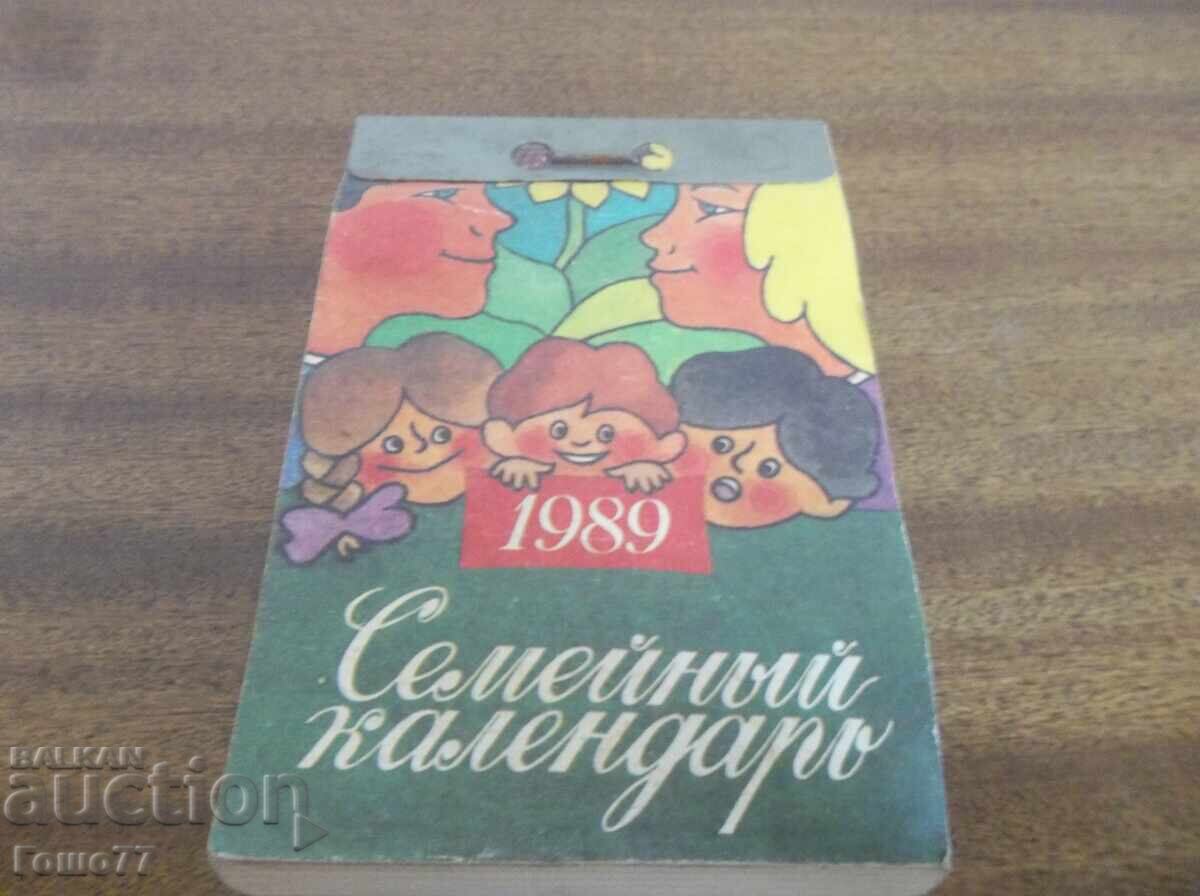 1989
Семейный
календарь
BALKAN
auction
Гошо77